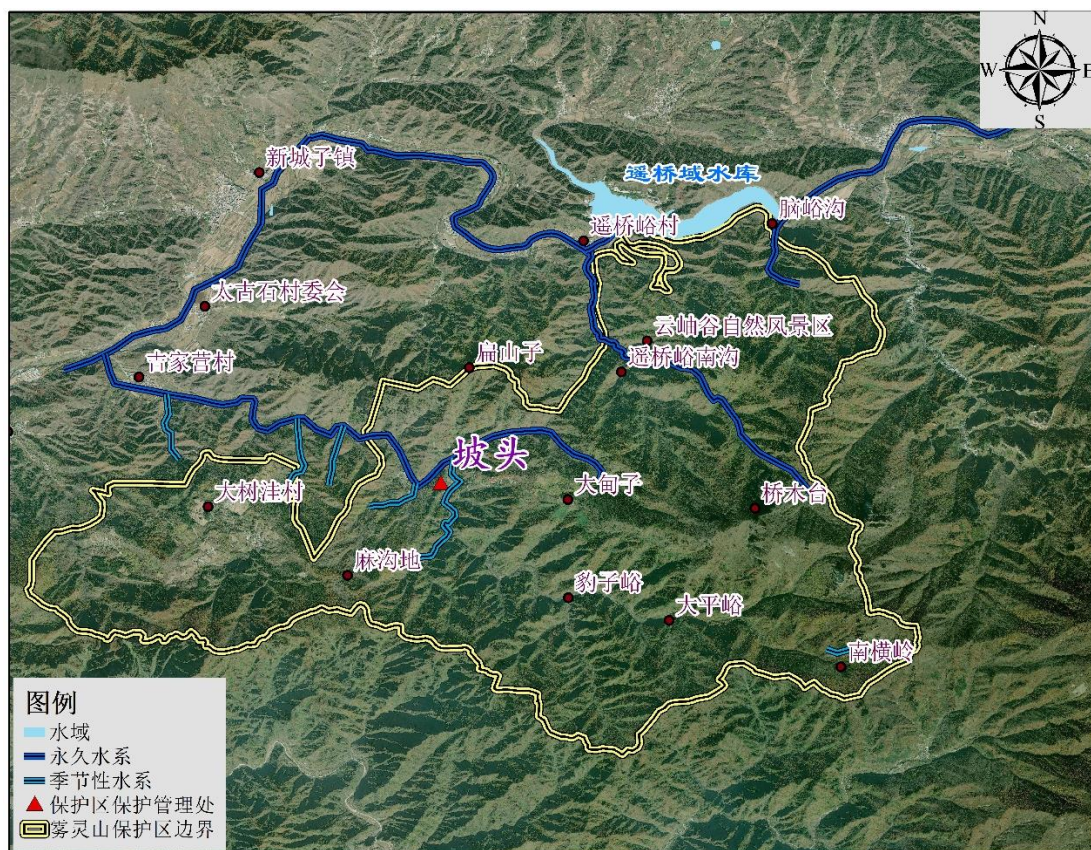 N
W
E
S
新城子镇
遥桥域水库
脑峪沟
遥桥峪村
太古石村委会
云岫谷自然风景区
扁山子
遥桥峪南沟
吉家营村
坡头
大甸子
大树洼村
桥木台
麻沟地
豹子峪
大平峪
南横岭
图例
水域
永久水系
季节性水系
保护区保护管理处
雾灵山保护区边界